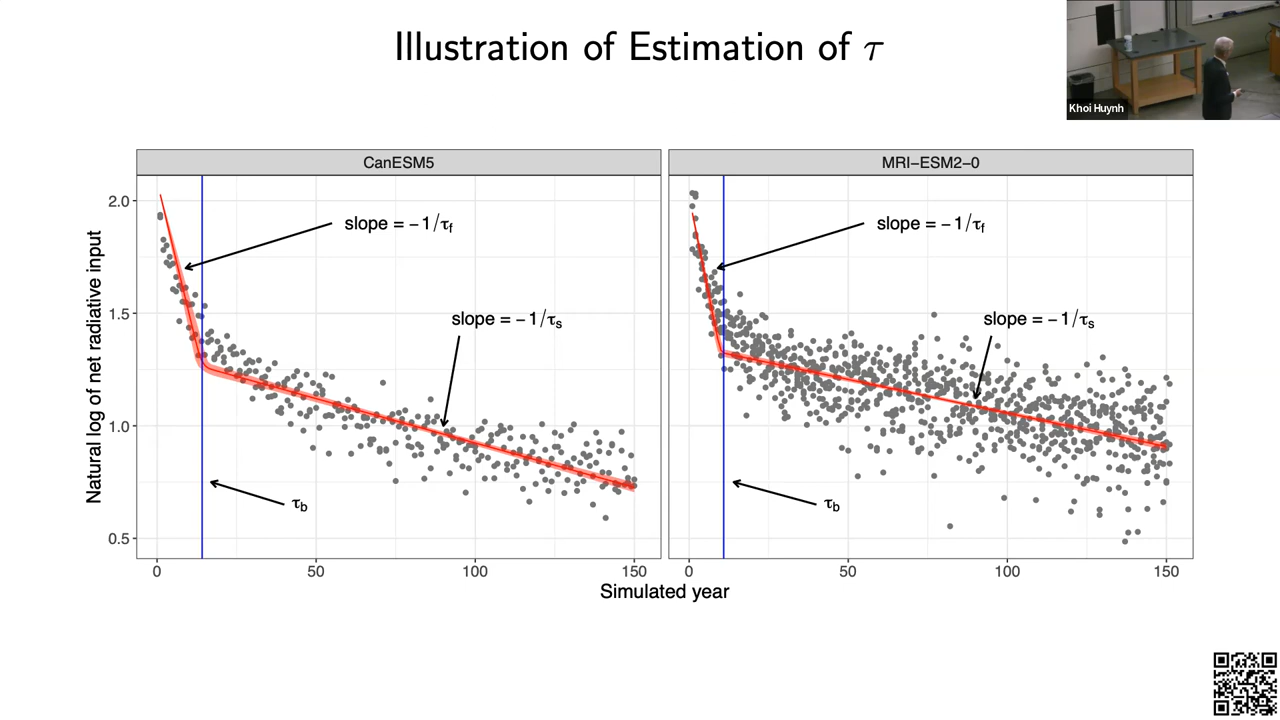 Illustration of Estimation of τ
Khoi Huynh
CanESM5
MRI−ESM2−0
Natural log of net radiative input
2.0
1.5
1.0
0.5
slope = − 1/τf
slope = − 1/τs
τb
slope = − 1/τf
slope = − 1/τs
τb
0
50
100
150
0
50
100
150
Simulated year